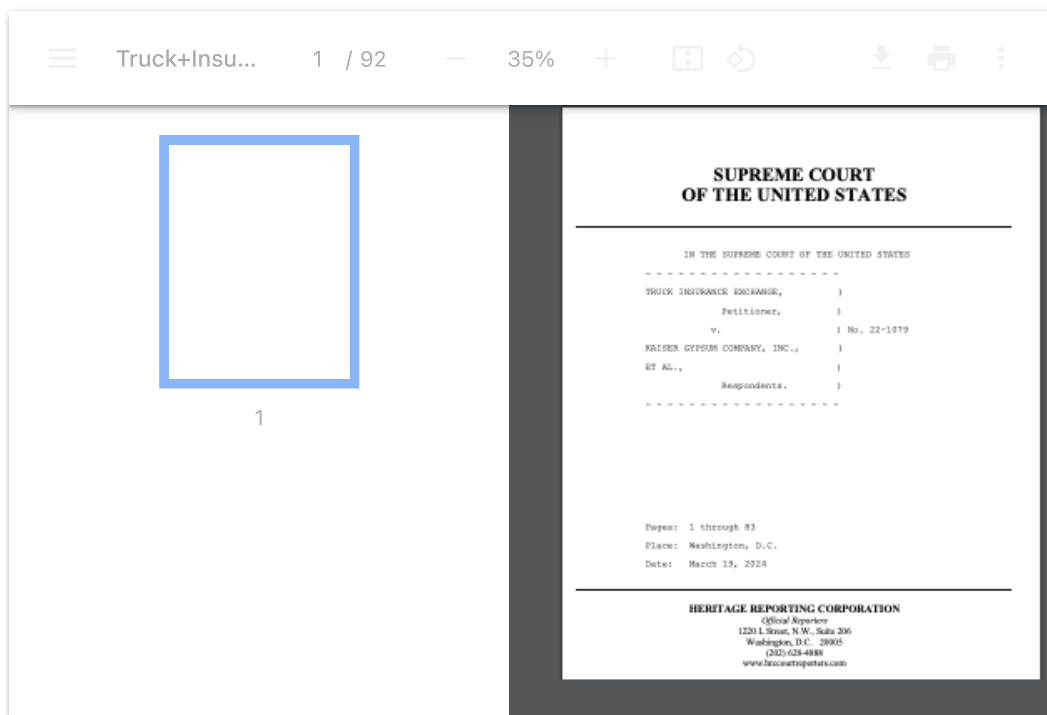 Truck+Insu... 1 / 92 35%
1
SUPREME COURT
OF THE UNITED STATES
IN THE SUPREME COURT OF THE UNITED STATES
- - - - - - - - - - - - - - - - - -
TRUCK INSURANCE EXCHANGE, )
Petitioner, )
v. ) No. 22-1079
KAISER GYPSUM COMPANY, INC., )
ET AL., )
Respondents. )
- - - - - - - - - - - - - - - - - -
Pages: 1 through 83
Place: Washington, D.C.
Date: March 19, 2024
HERITAGE REPORTING CORPORATION
Official Reporters
1220 L Street, N.W., Suite 206
Washington, D.C. 20005
(202) 628-4888
www.hrccourtreporters.com